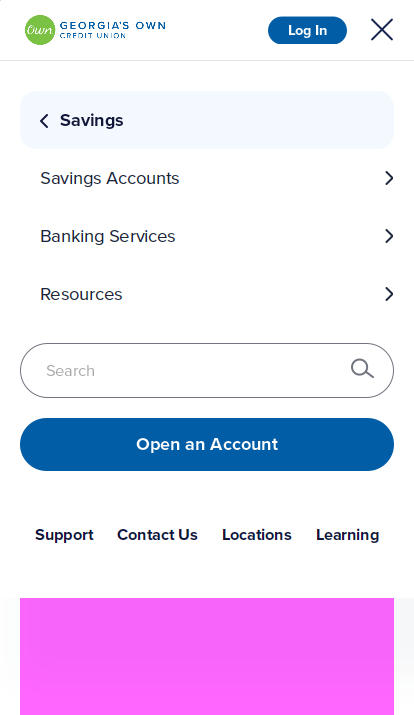 Own
GEORGIA'S OWN
CREDIT UNION
Log In
Savings
Savings Accounts
Banking Services
Resources
Search
Open an Account
Support Contact Us Locations Learning